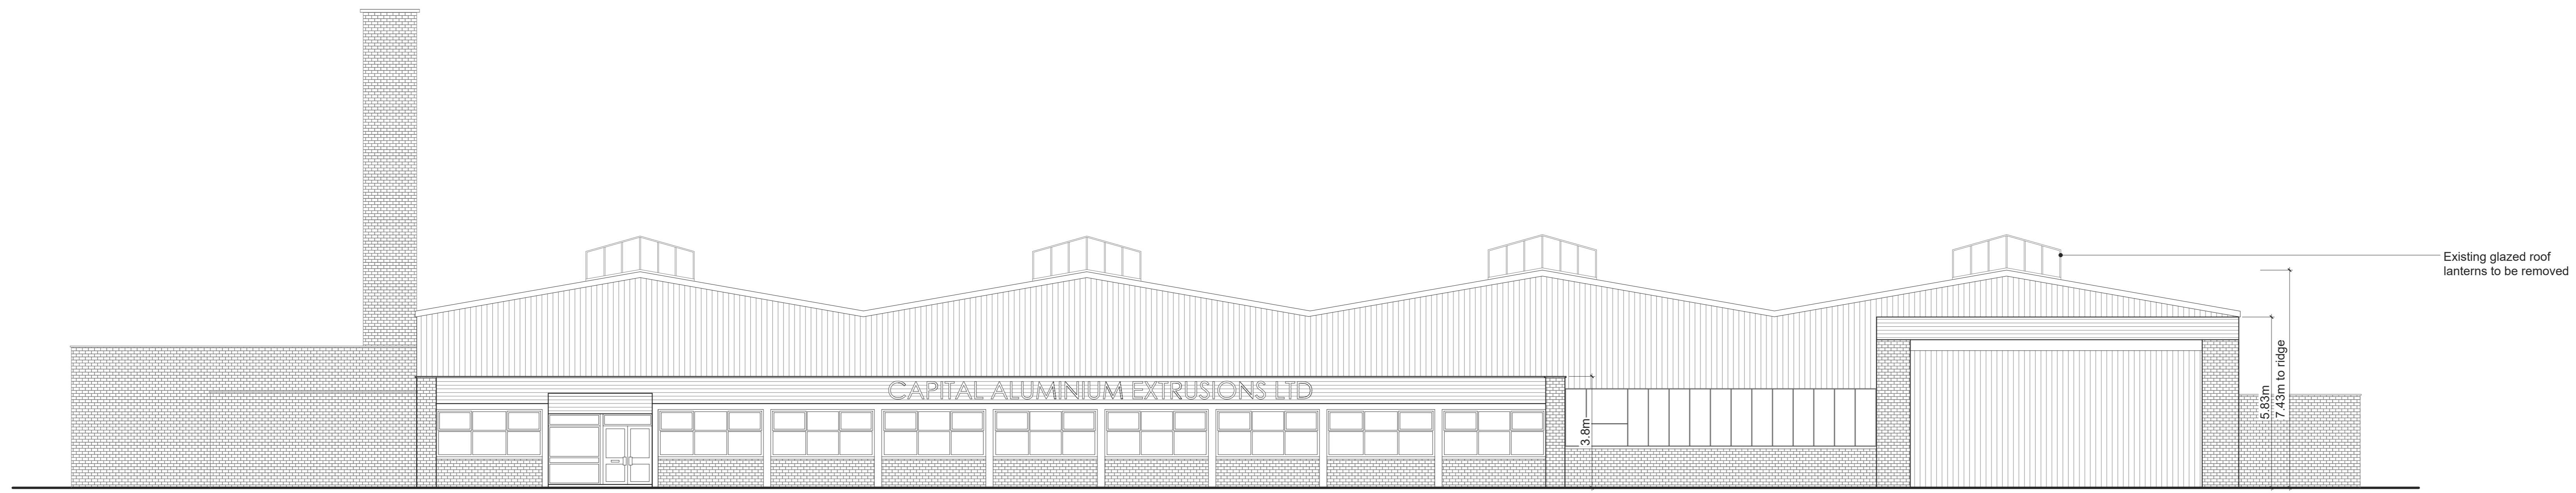 Existing glazed roof
lanterns to be removed
CAPITAL ALUMINIUM EXTRUSIONS LTD
3.8m
5.83m
7.43m to ridge